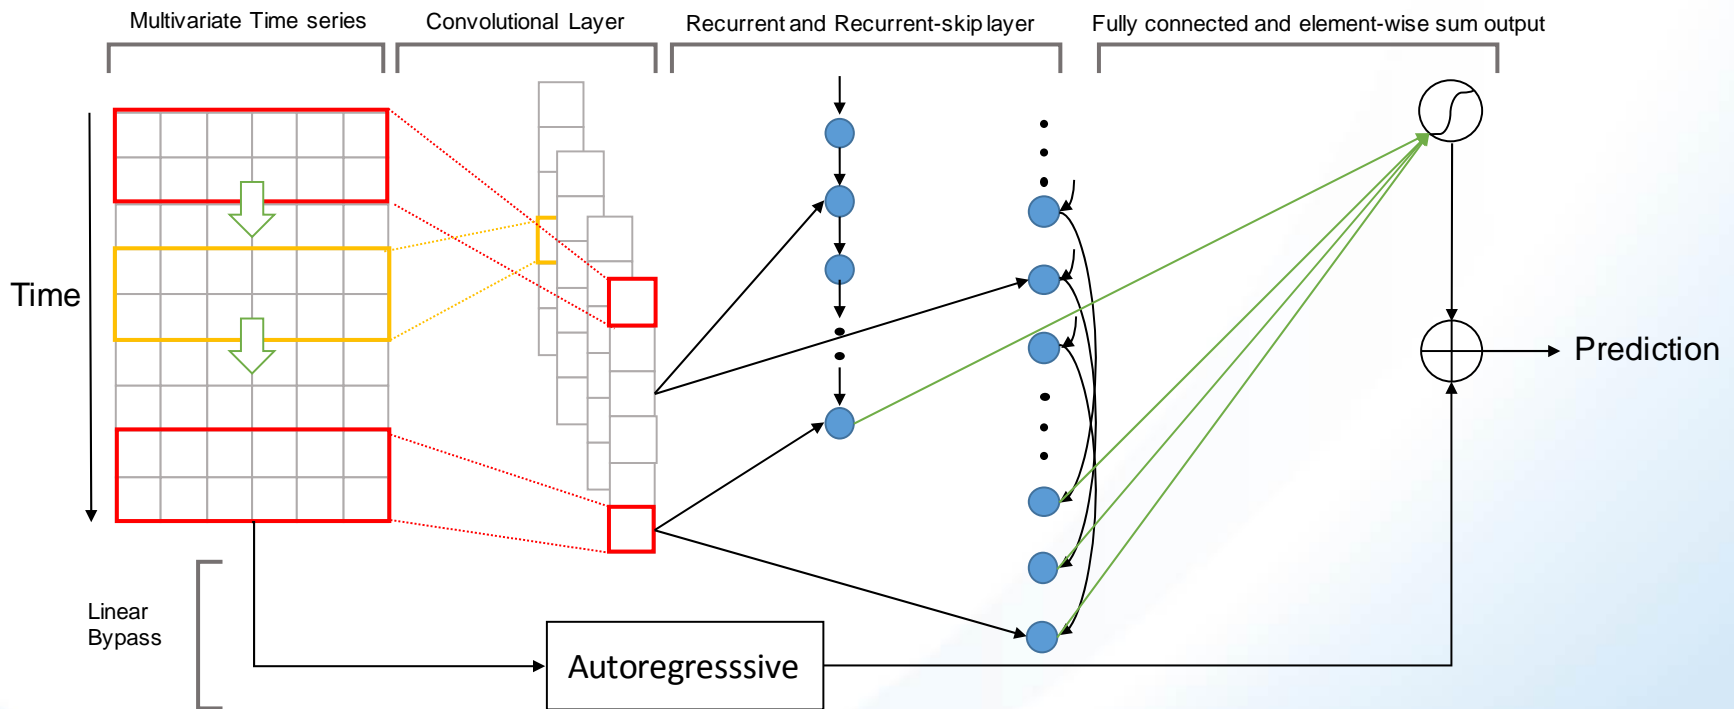 Multivariate Time series
Convolutional Layer
Recurrent and Recurrent-skip layer
Fully connected and element-wise sum output
Time
Prediction
Linear
Bypass
Autoregresssive